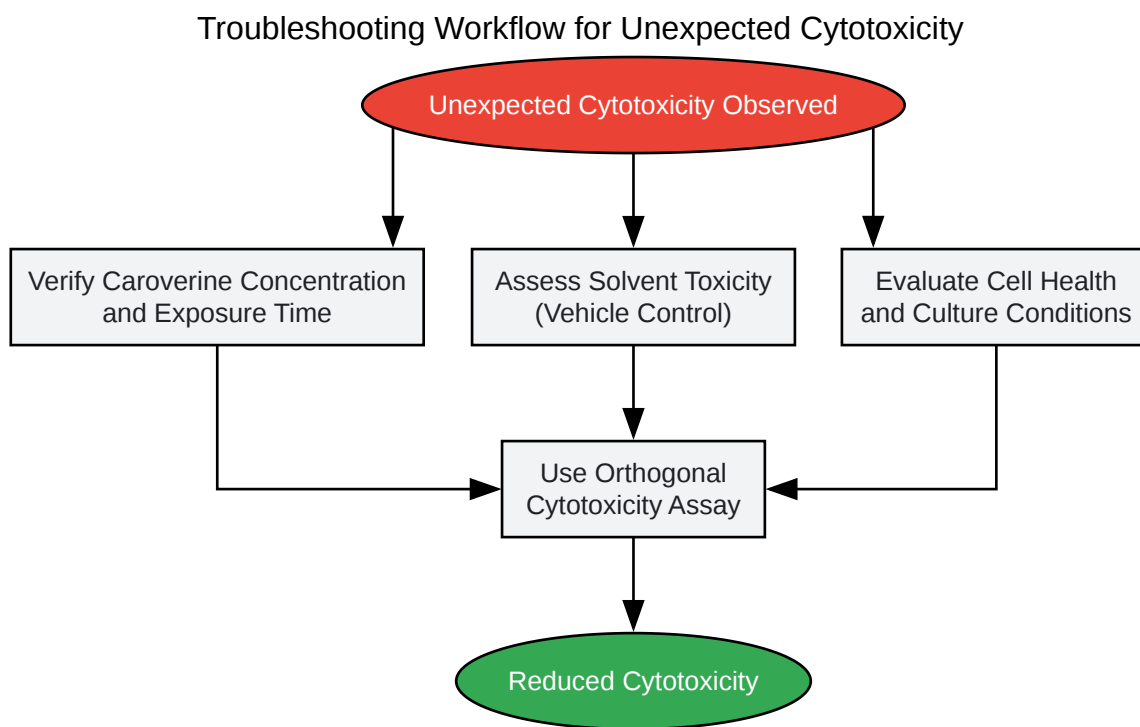 Troubleshooting Workflow for Unexpected Cytotoxicity
Unexpected Cytotoxicity Observed
Verify Caroverine Concentration
and Exposure Time
Assess Solvent Toxicity
(Vehicle Control)
Evaluate Cell Health
and Culture Conditions
Use Orthogonal
Cytotoxicity Assay
Reduced Cytotoxicity